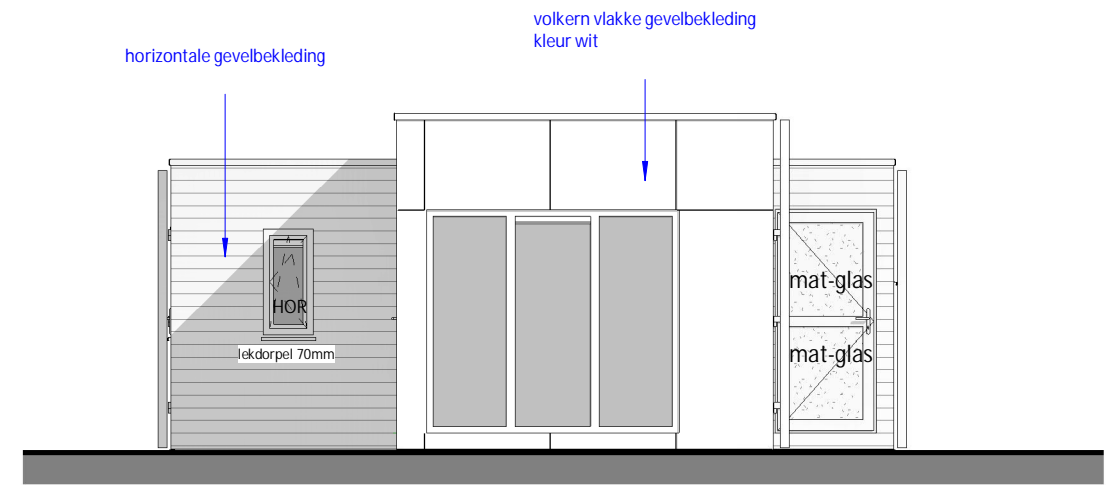 volkern vlakke gevelbekleding
kleur wit
horizontale gevelbekleding
mat-glas
HOR
lekdorpel 70mm
mat-glas